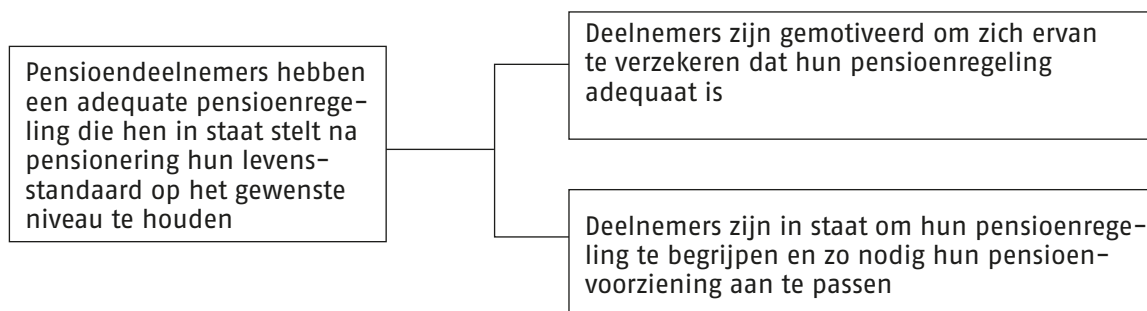 Pensioendeelnemers hebben
een adequate pensioenrege-
ling die hen in staat stelt na
pensionering hun levens-
standaard op het gewenste
niveau te houden
Deelnemers zijn gemotiveerd om zich ervan
te verzekeren dat hun pensioenregeling
adequaat is
Deelnemers zijn in staat om hun pensioenrege-
ling te begrijpen en zo nodig hun pensioen-
voorziening aan te passen